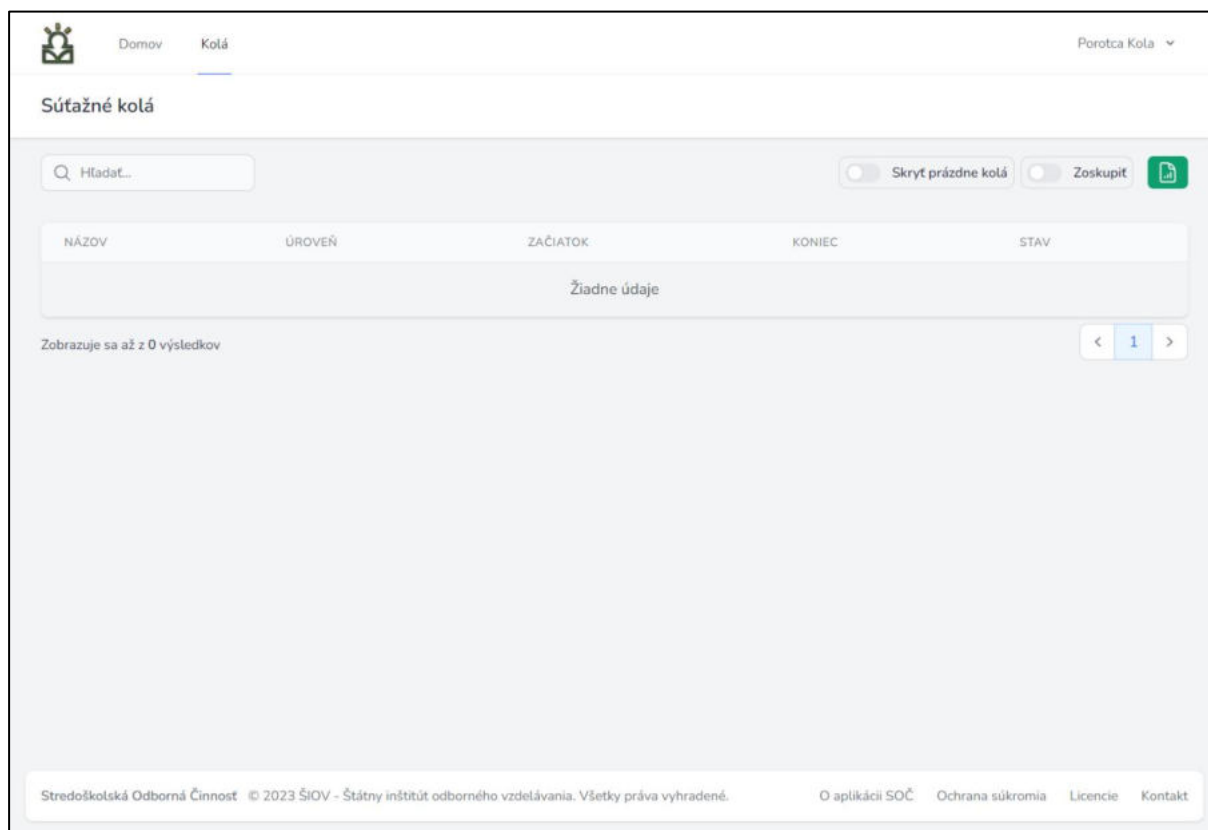 Domov Kolá Porotca Kola
Súťažné kolá
Hľadať... Skryť prázdne kolá Zoskupiť
NÁZOV ÚROVEŇ ZAČIATOK KONIEC STAV
Žiadne údaje
Zobrazuje sa až z 0 výsledkov < 1 >
Stredoškolská Odborná Činnosť © 2023 ŠIOV - Štátny inštitút odborného vzdelávania. Všetky práva vyhradené. O aplikácii SOČ Ochrana súkromia Licencie Kontakt